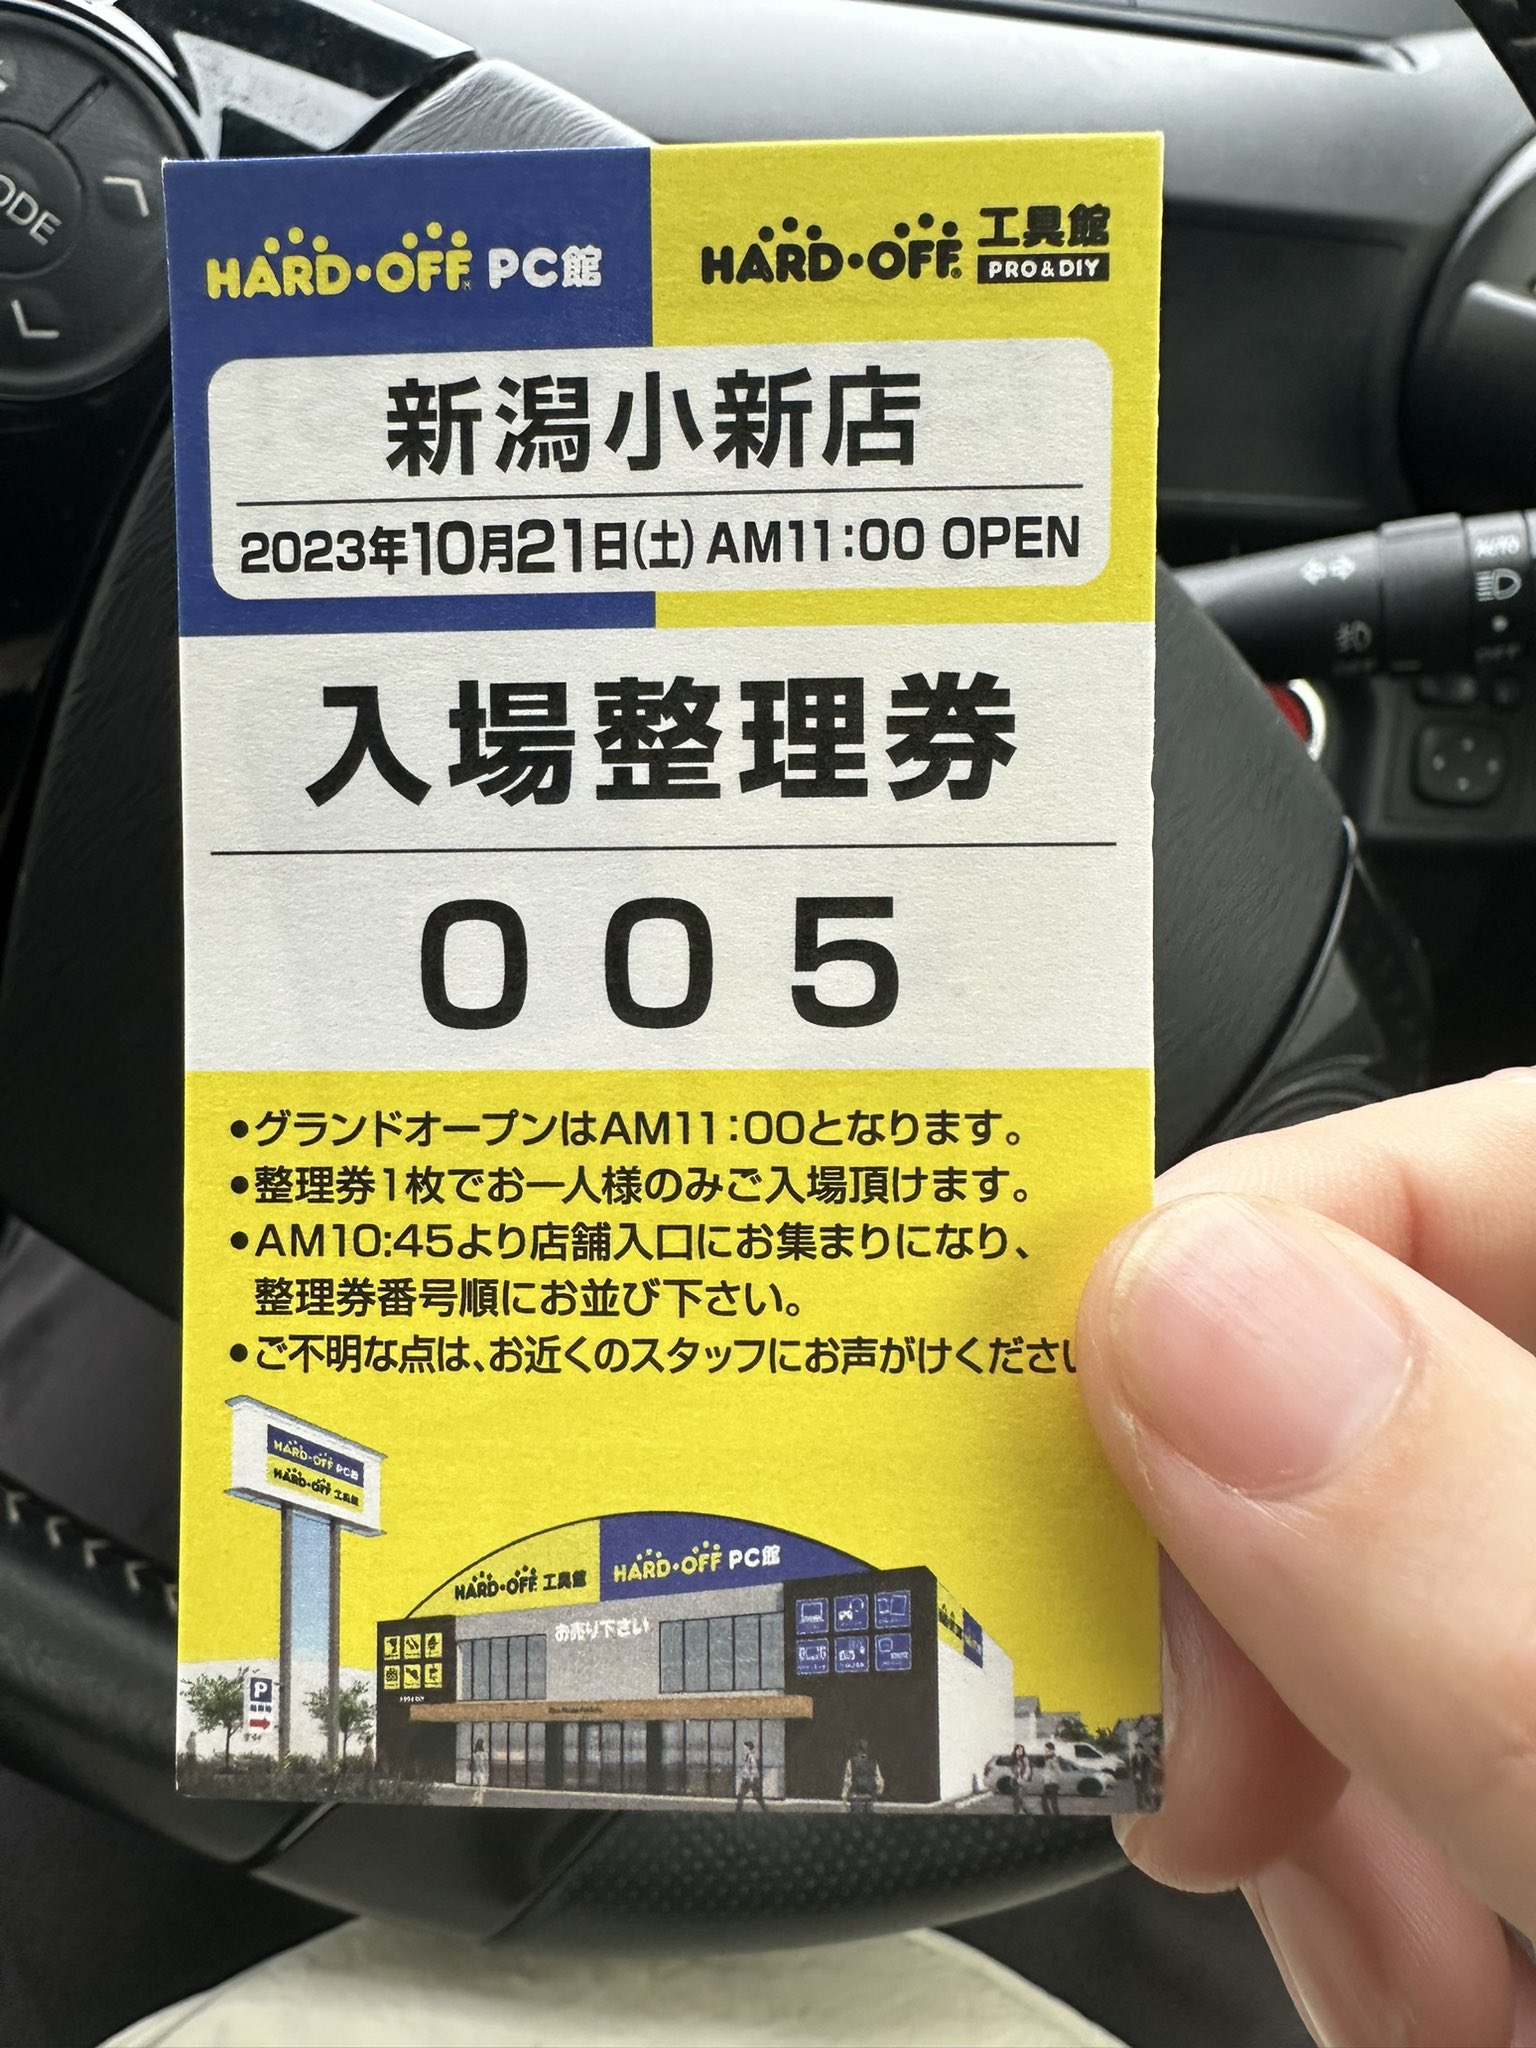 HARD・OFF PC館
HARD・OFF 工具館
PRO&DIY
新潟小新店
2023年10月21日(土) AM11:00 OPEN
入場整理券
005
●グランドオープンはAM11:00となります。
●整理券1枚でお一人様のみご入場頂けます。
●AM10:45より店舗入口にお集まりになり、
整理券番号順にお並び下さい。
●ご不明な点は、お近くのスタッフにお声がけください
HARD・OFF PC館
HARD・OFF 工具館
HARD・OFF 工具館
HARD・OFF PC館
お売り下さい
P
AUTO
OFF